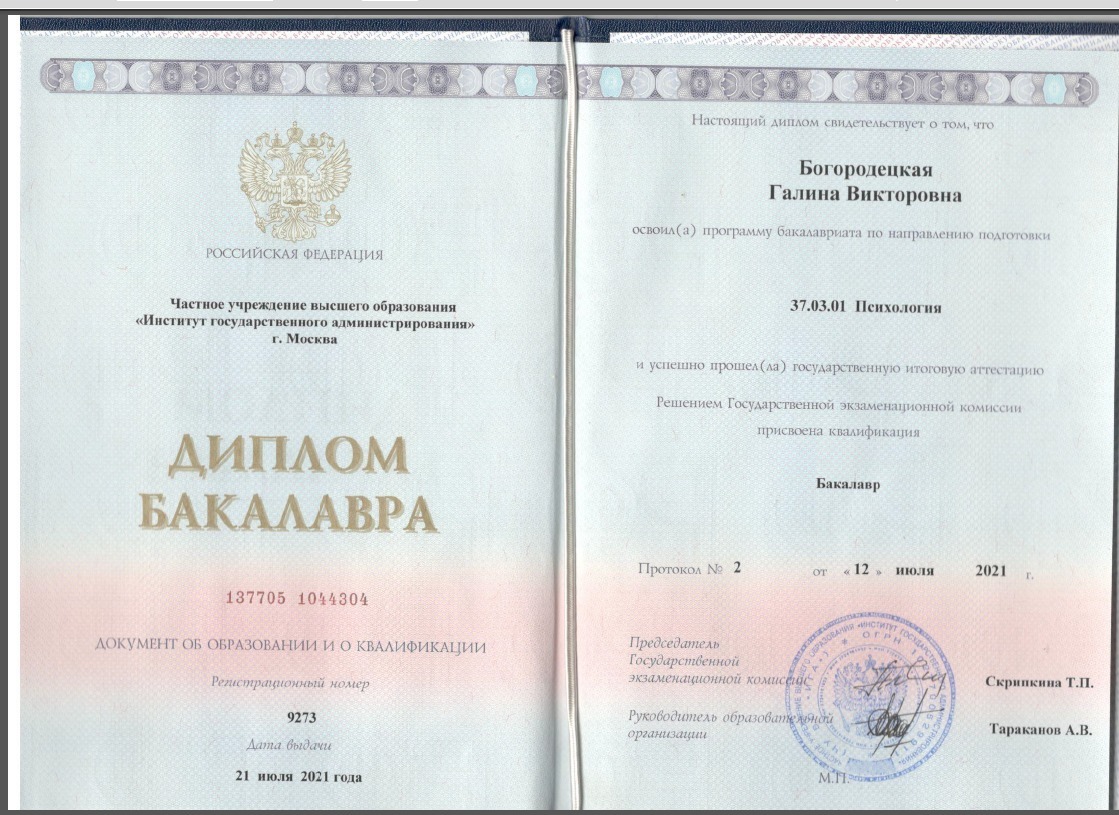 РОССИЙСКАЯ ФЕДЕРАЦИЯ
Частное учреждение высшего образования
«Институт государственного администрирования»
г. Москва
ДИПЛОМ
БАКАЛАВРА
137705 1044304
ДОКУМЕНТ ОБ ОБРАЗОВАНИИ И О КВАЛИФИКАЦИИ
Регистрационный номер
9273
Дата выдачи
21 июля 2021 года
Настоящий диплом свидетельствует о том, что
Богородецкая
Галина Викторовна
освоил(а) программу бакалавриата по направлению подготовки
37.03.01 Психология
и успешно прошел(ла) государственную итоговую аттестацию
Решением Государственной экзаменационной комиссии
присвоена квалификация
Бакалавр
Протокол № 2 от « 12 » июля 2021 г.
Председатель
Государственной
экзаменационной комиссии
Скрипкина Т.П.
Руководитель образовательной
организации
Тараканов А.В.
М.П.